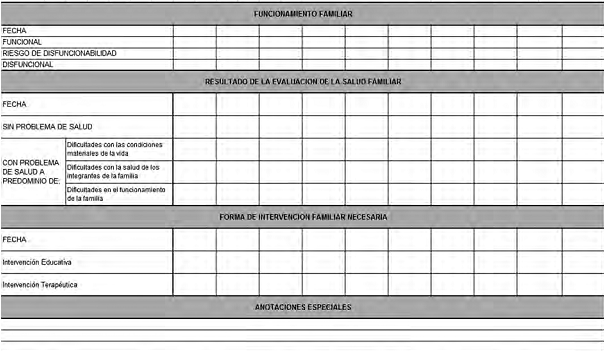 FUNCIONAMIENTO FAMILIAR
FECHA
FUNCIONAL
RIESGO DE DISFUNCIONABILIDAD
DISFUNCIONAL
RESULTADO DE LA EVALUACION DE LA SALUD FAMILIAR
FECHA
SIN PROBLEMA DE SALUD
CON PROBLEMA
DE SALUD A
PREDOMINIO DE:
Dificultades con las condiciones
materiales de la vida
Dificultades con la salud de los
integrantes de la familia
Dificultades en el funcionamiento
de la familia
FORMA DE INTERVENCION FAMILIAR NECESARIA
FECHA
Intervención Educativa
Intervención Terapéutica
ANOTACIONES ESPECIALES